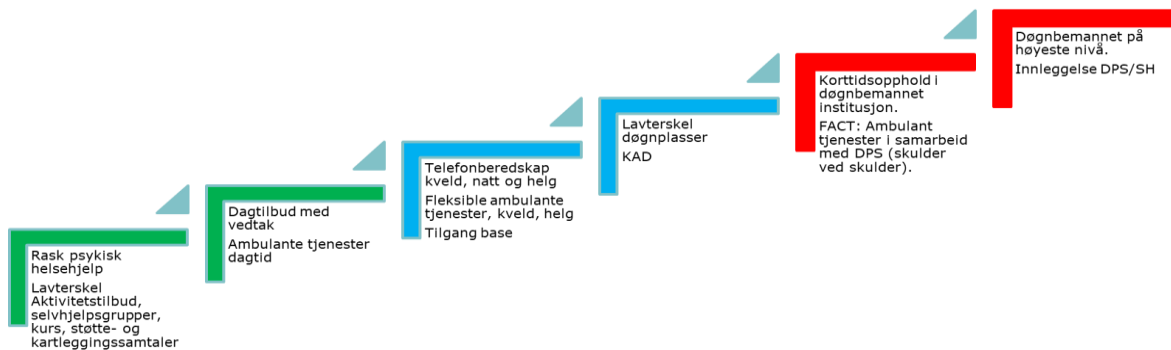 Rask psykisk
helsehjelp
Lavterskel
Aktivitetstilbud,
selvhjelpsgrupper,
kurs, støtte- og
kartleggingssamtaler
Dagtilbud med
vedtak
Ambulante tjenester
dagtid
Telefonberedskap
kveld, natt og helg
Fleksible ambulante
tjenester, kveld, helg
Tilgang base
Lavterskel
døgnplasser
KAD
Korttidsopphold i
døgnbemannet
institusjon.
FACT: Ambulant
tjenester i samarbeid
med DPS (skulder
ved skulder).
Døgnbemannet på
høyeste nivå.
Innleggelse DPS/SH